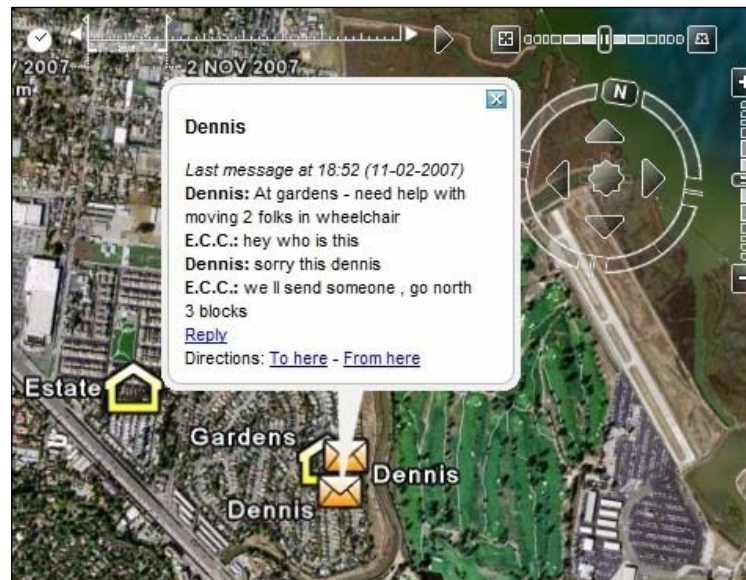 / 2007
m
2 NOV 2007
N
Dennis
Last message at 18:52 (11-02-2007)
Dennis: At gardens - need help with
moving 2 folks in wheelchair
E.C.C.: hey who is this
Dennis: sorry this dennis
E.C.C.: we ll send someone , go north
3 blocks
Reply
Directions: To here - From here
Estate
Gardens
Dennis
Dennis